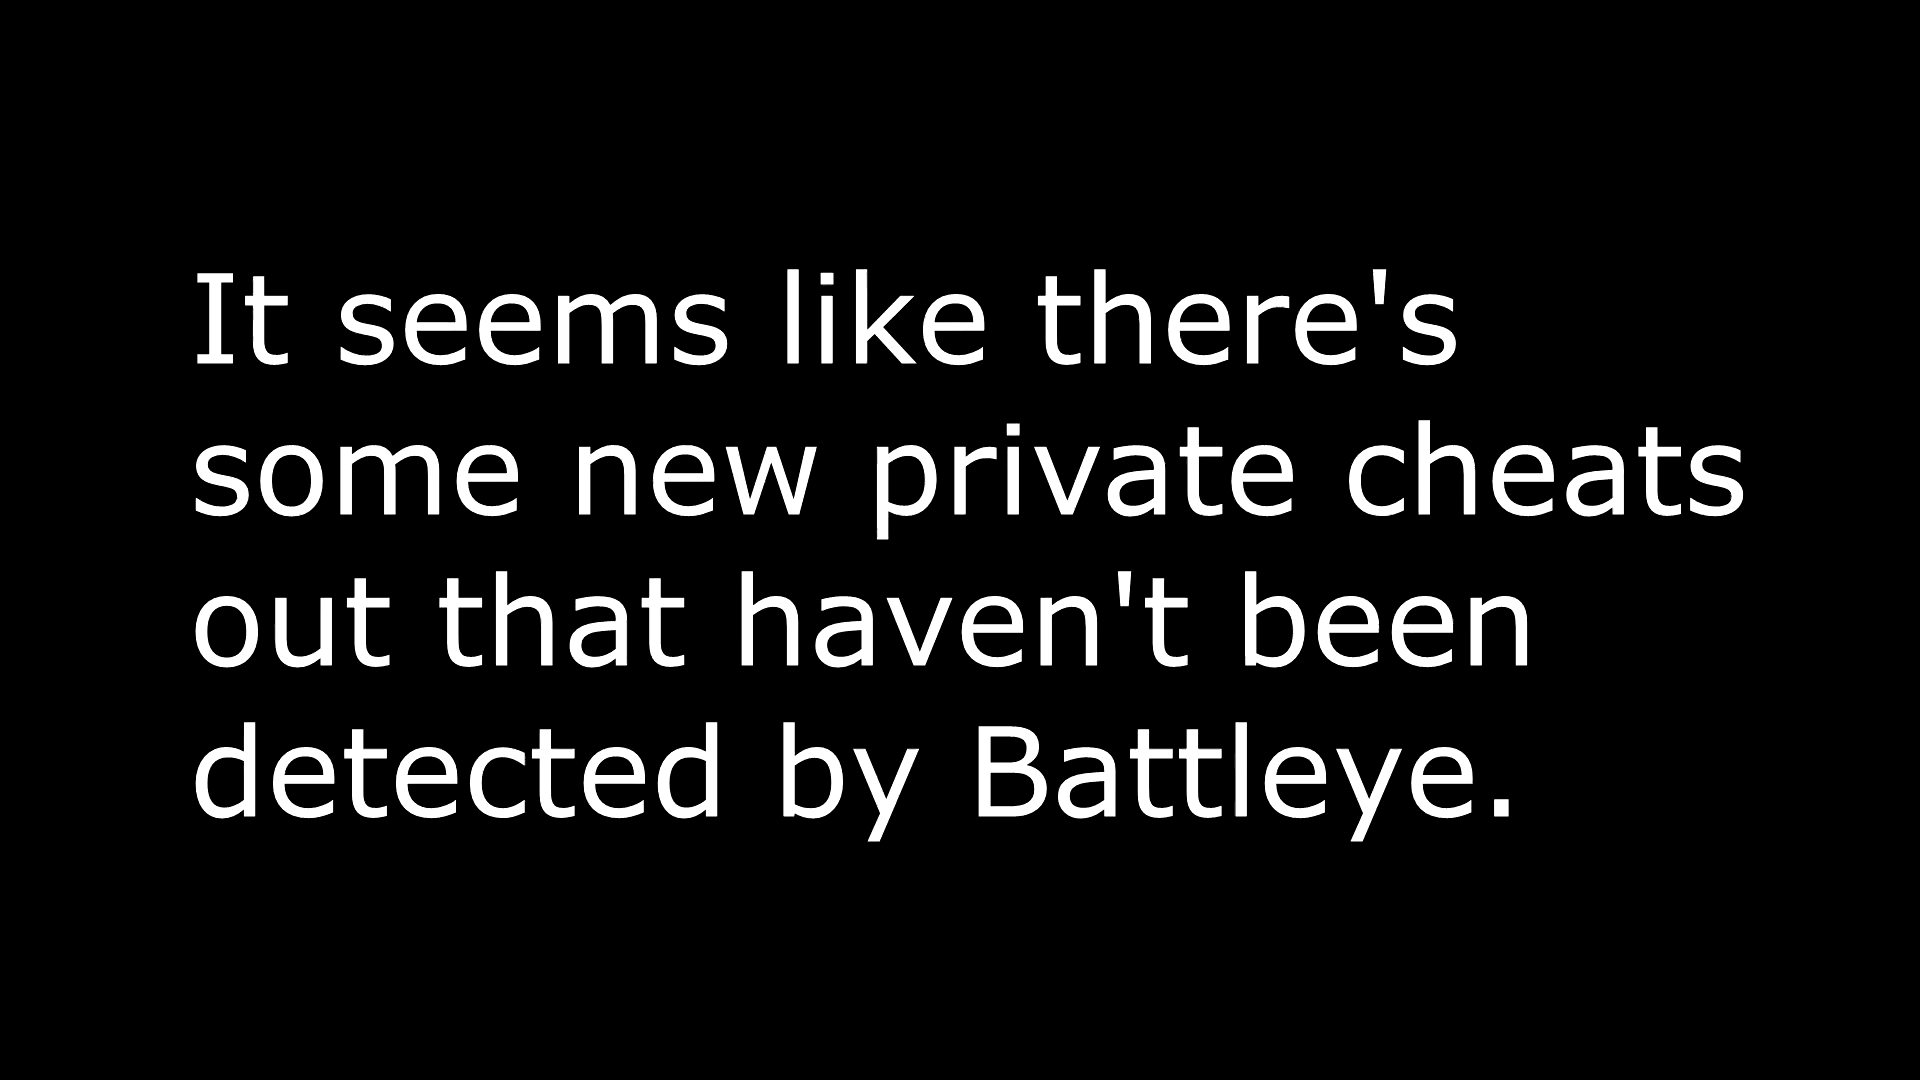 It seems like there's
some new private cheats
out that haven't been
detected by Battleye.